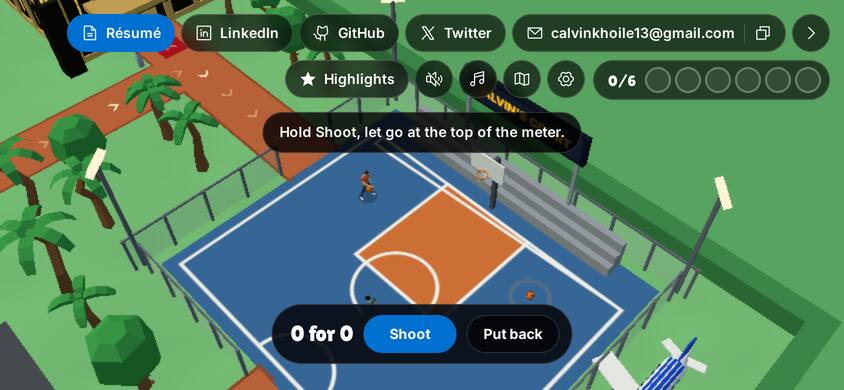 Résumé
LinkedIn
GitHub
Twitter
calvinkhoile13@gmail.com
Highlights
0/6
Hold Shoot, let go at the top of the meter.
0 for 0
Shoot
Put back